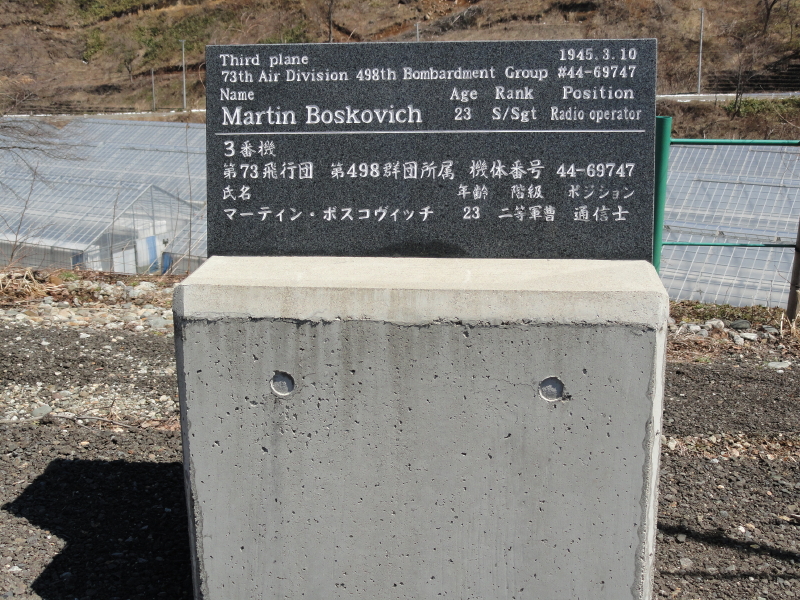 Third plane 1945.3.10
73th Air Division 498th Bombardment Group #44-69747
Name Age Rank Position
Martin Boskovich 23 S/Sgt Radio operator
3番機
第73飛行団 第498群団所属 機体番号 44-69747
氏名 年齢 階級 ポジション
マーティン・ボスコヴィッチ 23 二等軍曹 通信士